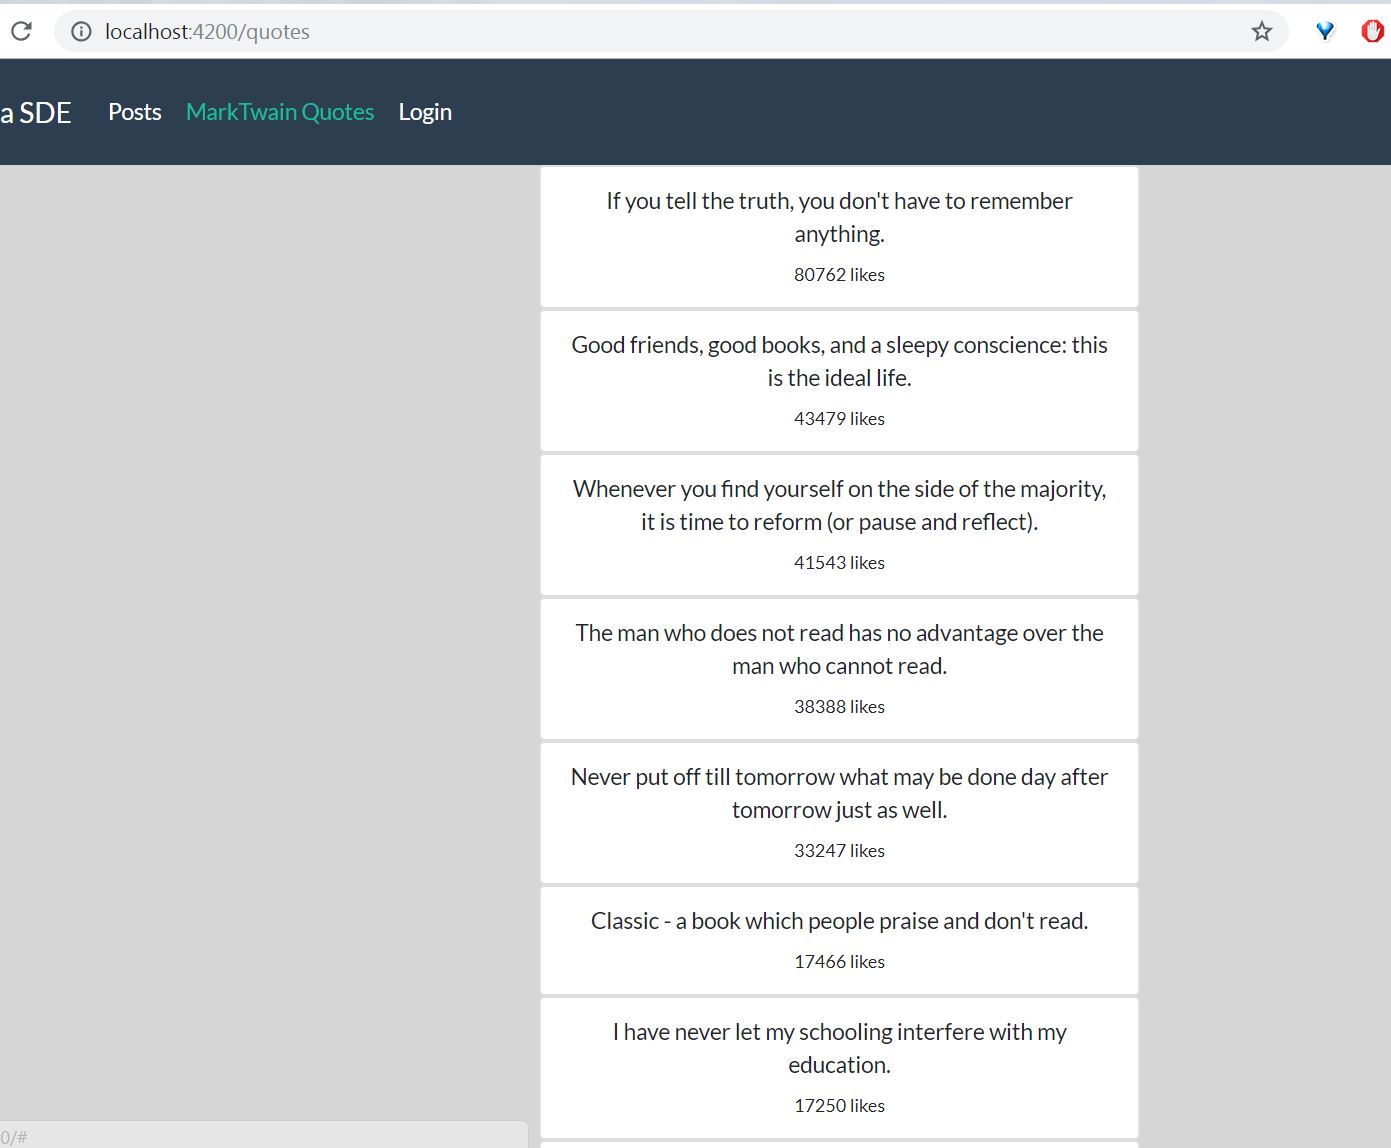 localhost:4200/quotes
a SDE Posts MarkTwain Quotes Login
If you tell the truth, you don't have to remember
anything.
80762 likes
Good friends, good books, and a sleepy conscience: this
is the ideal life.
43479 likes
Whenever you find yourself on the side of the majority,
it is time to reform (or pause and reflect).
41543 likes
The man who does not read has no advantage over the
man who cannot read.
38388 likes
Never put off till tomorrow what may be done day after
tomorrow just as well.
33247 likes
Classic - a book which people praise and don't read.
17466 likes
I have never let my schooling interfere with my
education.
17250 likes
0/#